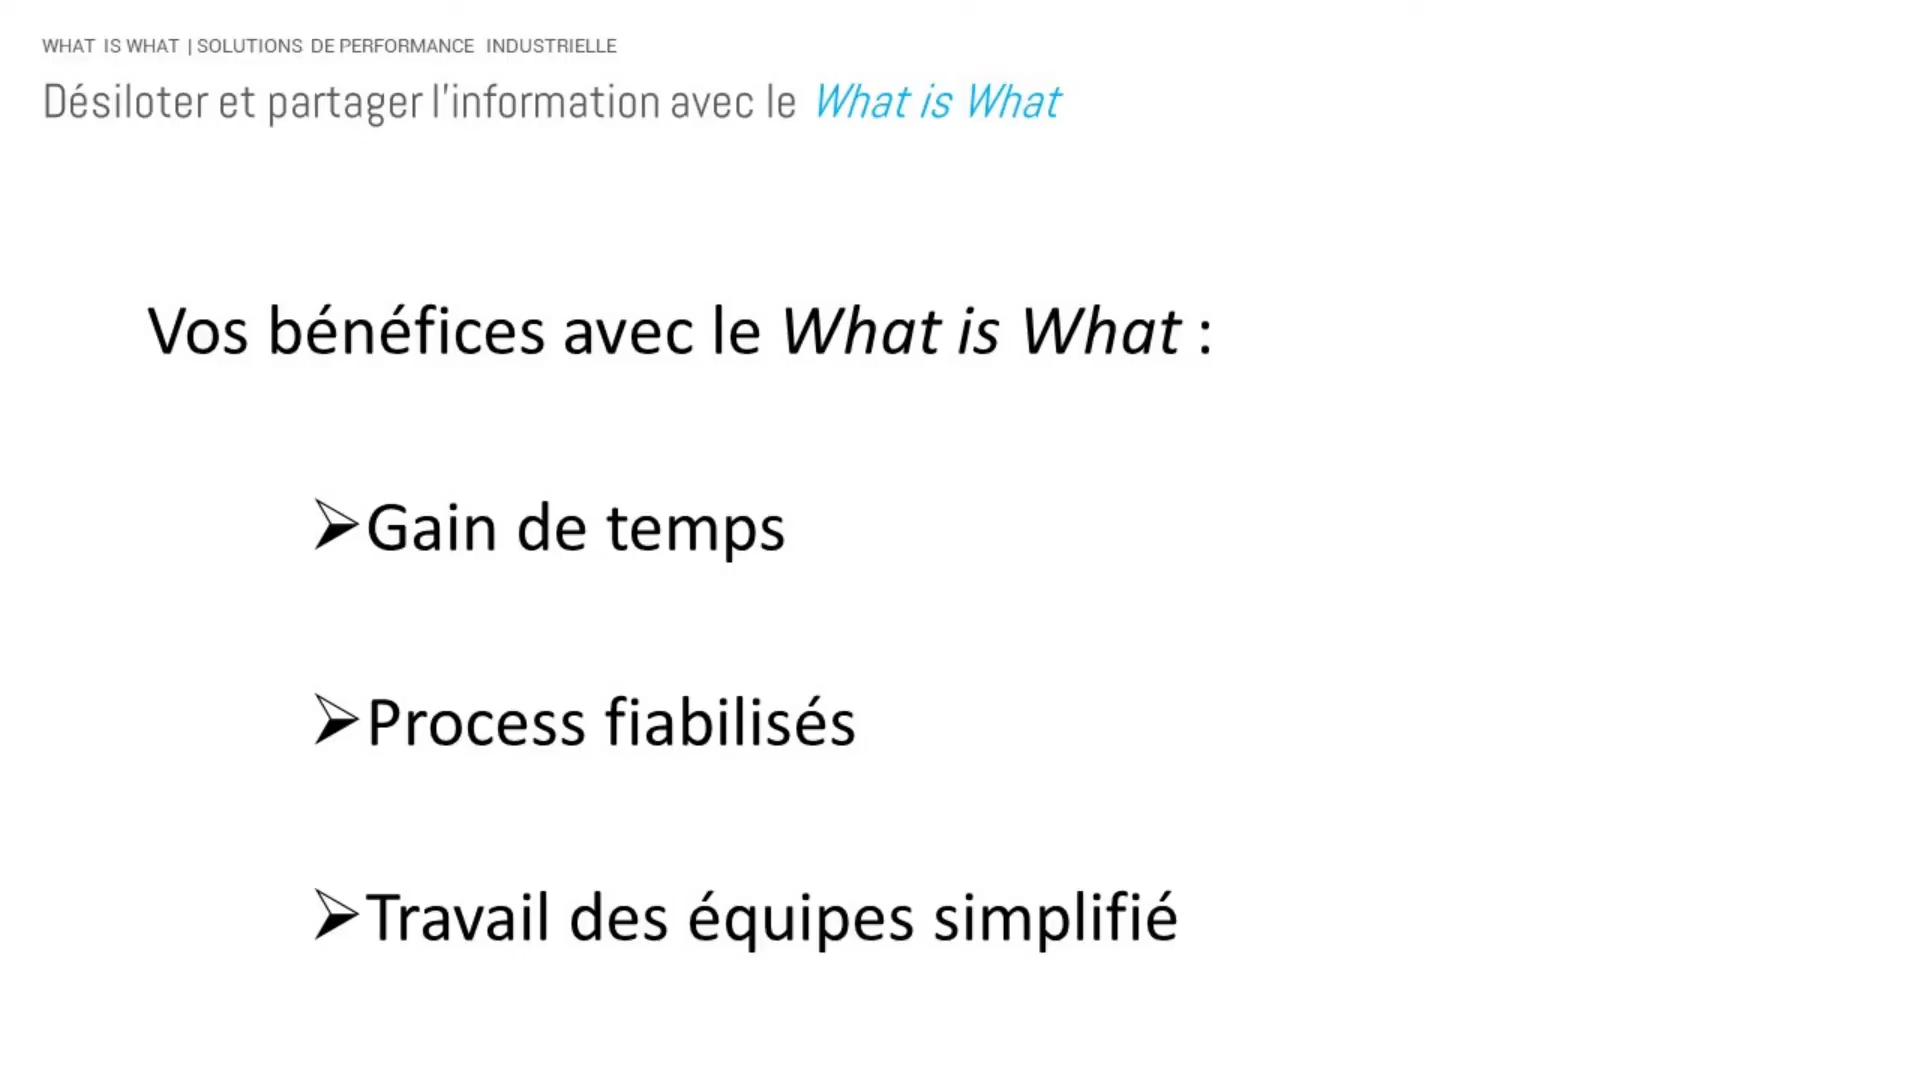 WHAT IS WHAT | SOLUTIONS DE PERFORMANCE INDUSTRIELLE
Désiloter et partager l'information avec le What is What
Vos bénéfices avec le What is What :
➢Gain de temps
➢Process fiabilisés
➢Travail des équipes simplifié